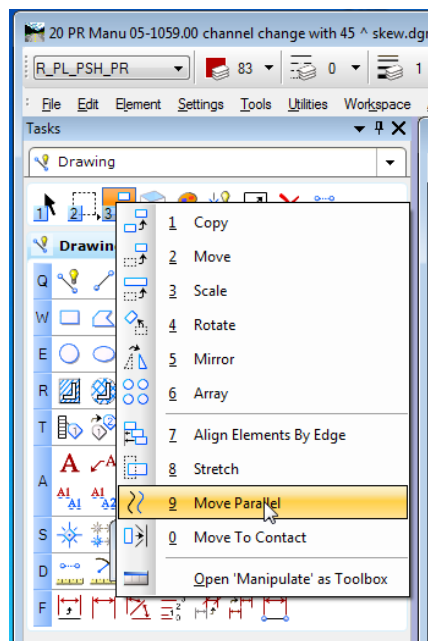 20 PR Manu 05-1059.00 channel change with 45 ^ skew.dgn
R_PL_PSH_PR 83 0 1
File Edit Element Settings Tools Utilities Workspace
Tasks
Drawing
1 2 3
Drawin
Q
W
E
R
T
A
S
D
F
1 Copy
2 Move
3 Scale
4 Rotate
5 Mirror
6 Array
7 Align Elements By Edge
8 Stretch
9 Move Parallel
0 Move To Contact
Open 'Manipulate' as Toolbox